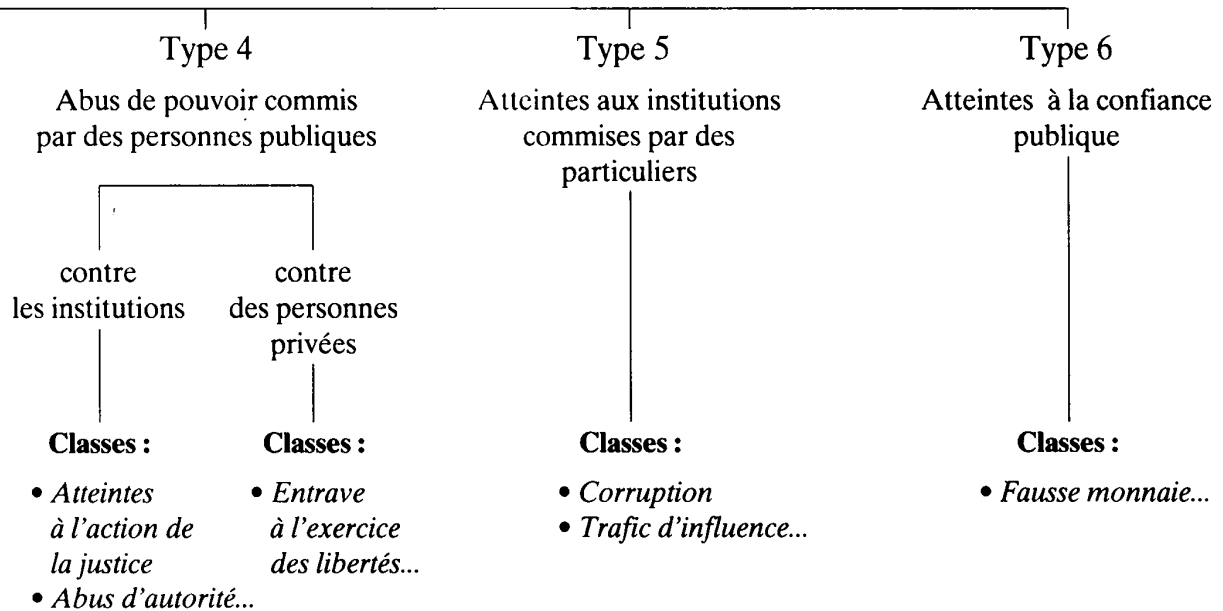 Type 4
Abus de pouvoir commis
par des personnes publiques
contre
les institutions
Classes :
• Atteintes
à l'action de
la justice
• Abus d'autorité...
contre
des personnes
privées
Classes :
• Entrave
à l'exercice
des libertés...
Type 5
Atteintes aux institutions
commises par des
particuliers
Classes :
• Corruption
• Trafic d'influence...
Type 6
Atteintes à la confiance
publique
Classes :
• Fausse monnaie...